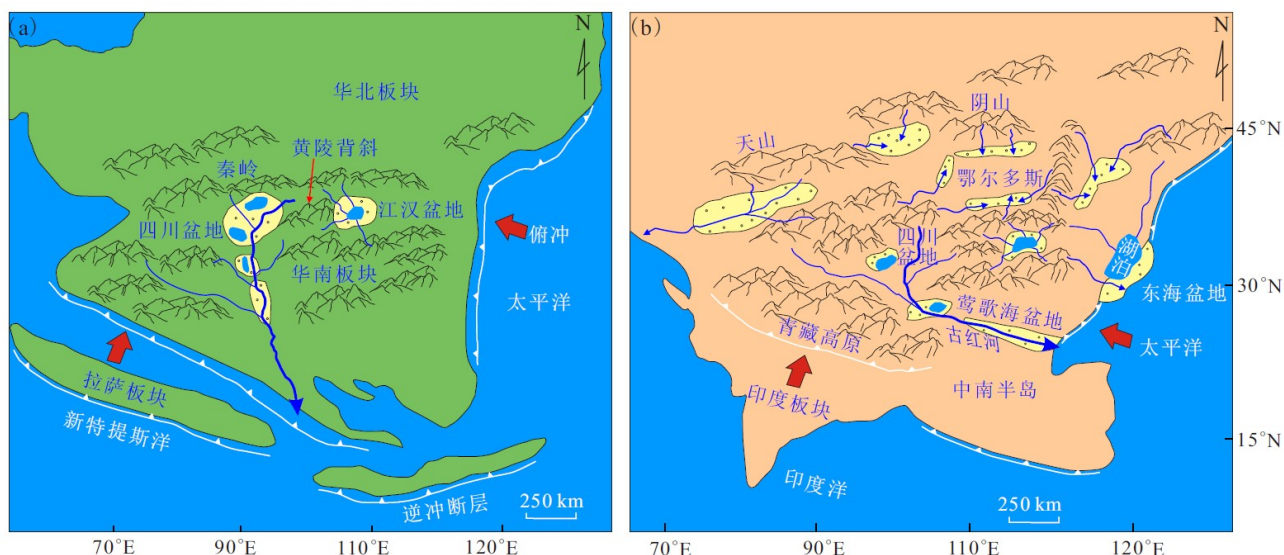 (a)
N
华北板块
黄陵背斜
秦岭
江汉盆地
四川盆地
华南板块
俯冲
太平洋
拉萨板块
新特提斯洋
逆冲断层
250 km
70°E
90°E
110°E
120°E
(b)
N
阴山
45°N
天山
鄂尔多斯
四川
盆地
湖泊
30°N
东海盆地
莺歌海盆地
青藏高原
古红河
太平洋
印度板块
中南半岛
15°N
印度洋
250 km
70°E
90°E
110°E
120°E